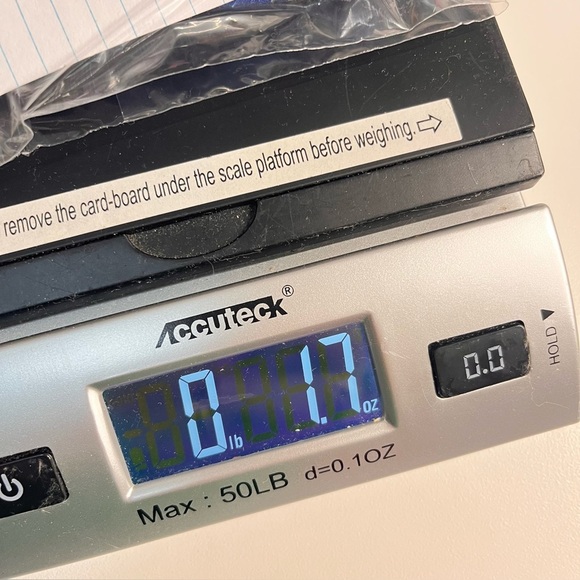 remove the card-board under the scale platform before weighing. ⇨
ACCUTECK®
0 lb 1.7 oz
0.0
HOLD ▼
Max : 50LB d=0.1OZ